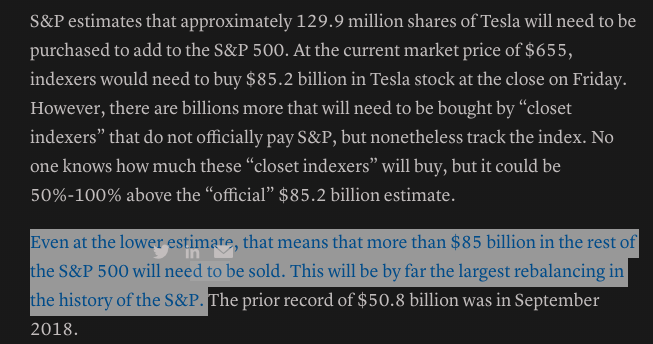 S&P estimates that approximately 129.9 million shares of Tesla will need to be
purchased to add to the S&P 500. At the current market price of $655,
indexers would need to buy $85.2 billion in Tesla stock at the close on Friday.
However, there are billions more that will need to be bought by “closet
indexers” that do not officially pay S&P, but nonetheless track the index. No
one knows how much these “closet indexers” will buy, but it could be
50%-100% above the “official” $85.2 billion estimate.
Even at the lower estimate, that means that more than $85 billion in the rest of
the S&P 500 will need to be sold. This will be by far the largest rebalancing in
the history of the S&P. The prior record of $50.8 billion was in September
2018.